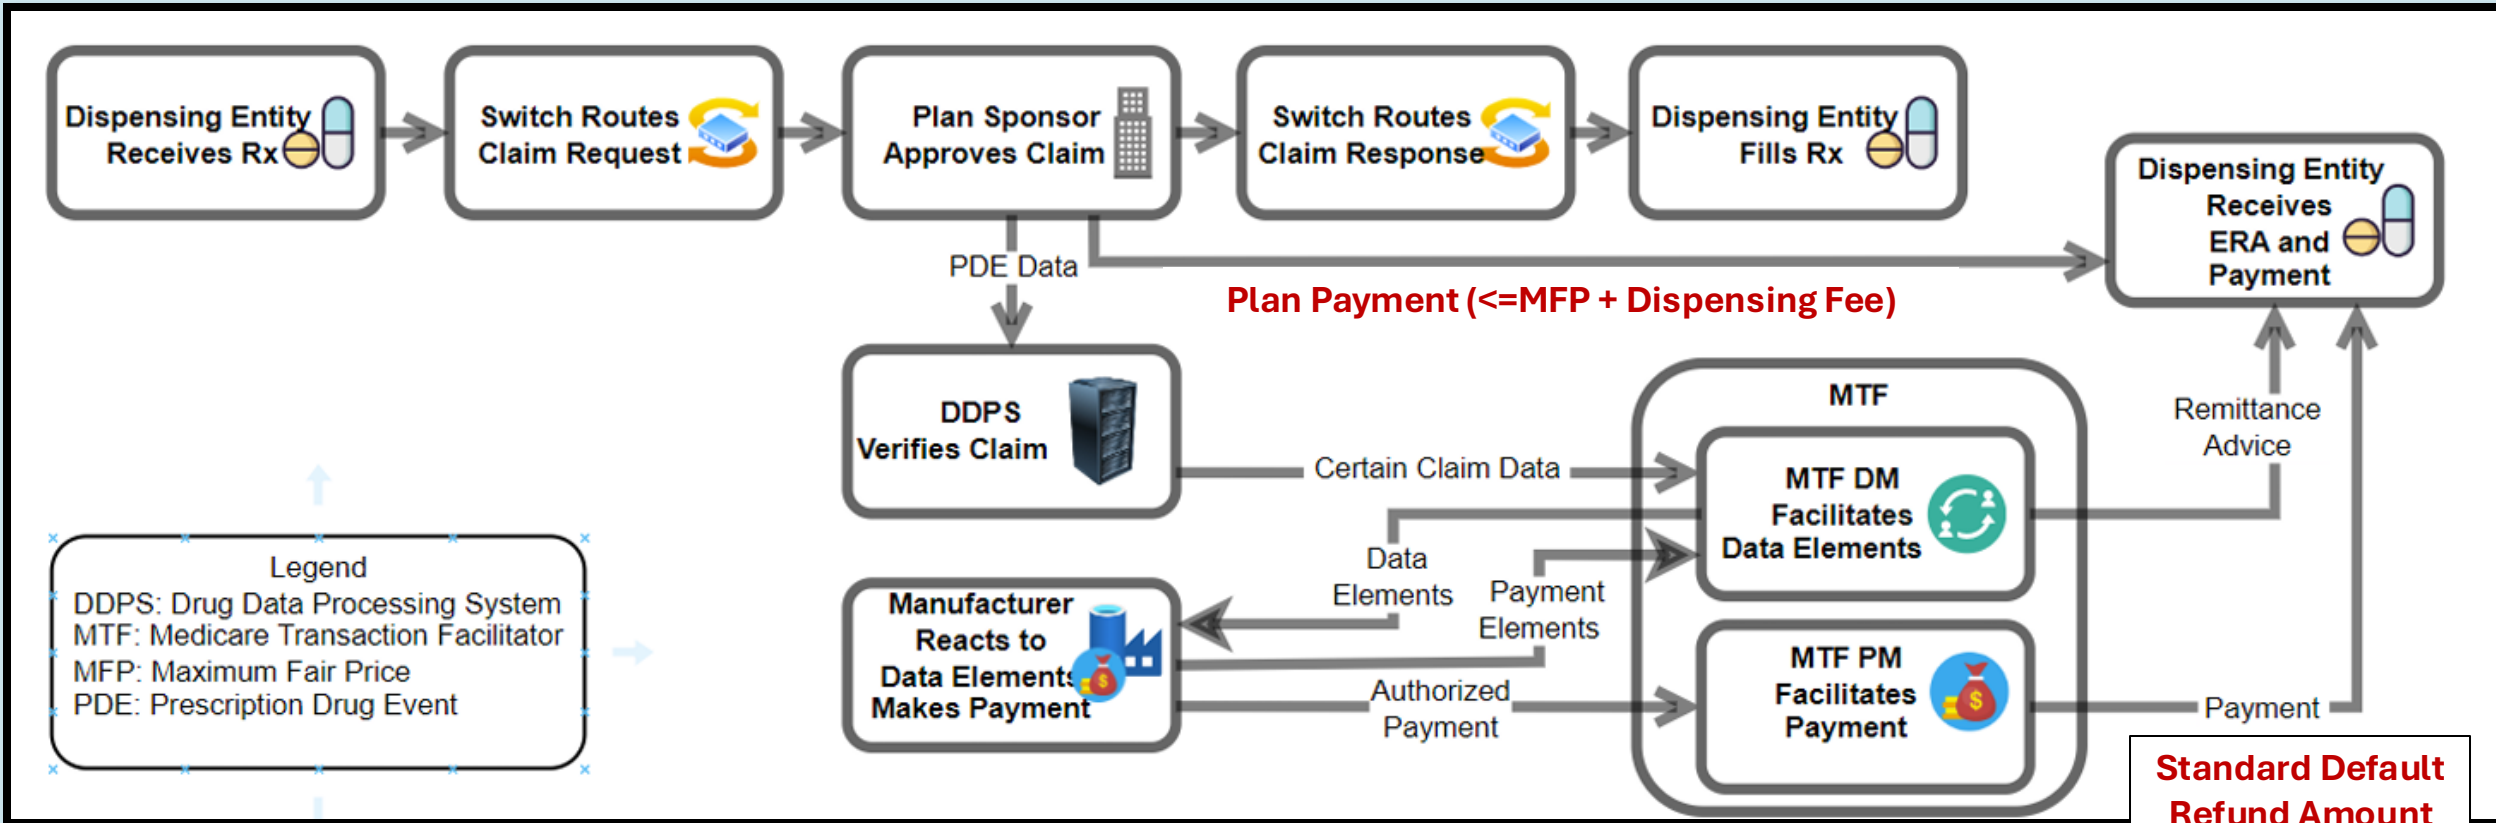 Dispensing Entity
Receives Rx
Switch Routes
Claim Request
Plan Sponsor
Approves Claim
Switch Routes
Claim Response
Dispensing Entity
Fills Rx
Dispensing Entity
Receives
ERA and
Payment
PDE Data
Plan Payment (<=MFP + Dispensing Fee)
DDPS
Verifies Claim
Certain Claim Data
MTF
MTF DM
Facilitates
Data Elements
Remittance
Advice
Data
Elements
Payment
Elements
Manufacturer
Reacts to
Data Elements
Makes Payment
Authorized
Payment
MTF PM
Facilitates
Payment
Payment
Standard Default
Refund Amount
Legend
DDPS: Drug Data Processing System
MTF: Medicare Transaction Facilitator
MFP: Maximum Fair Price
PDE: Prescription Drug Event